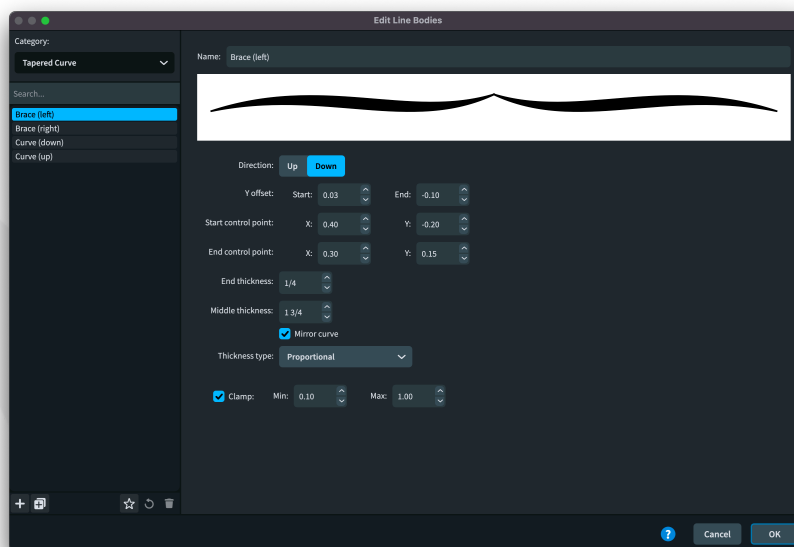 Edit Line Bodies
Category:
Tapered Curve
Search...
Brace (left)
Brace (right)
Curve (down)
Curve (up)
Name: Brace (left)
Direction: Up Down
Y offset: Start: 0.03 End: -0.10
Start control point: X: 0.40 Y: -0.20
End control point: X: 0.30 Y: 0.15
End thickness: 1/4
Middle thickness: 1 3/4
Mirror curve
Thickness type: Proportional
Clamp: Min: 0.10 Max: 1.00
? Cancel OK